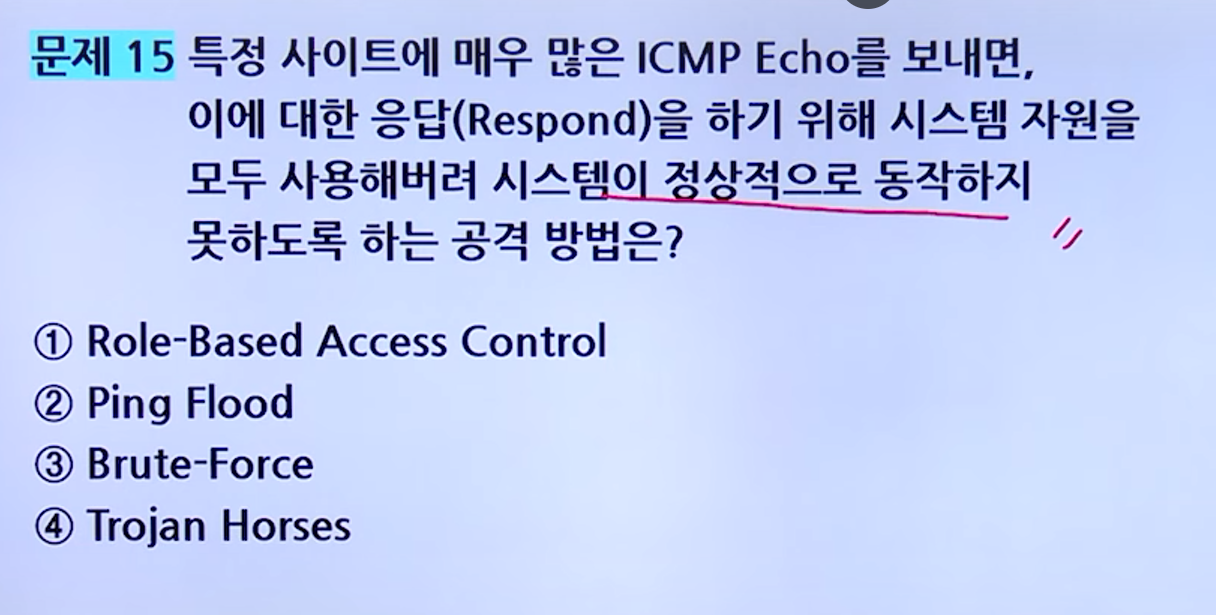 문제 15 특정 사이트에 매우 많은 ICMP Echo를 보내면,
이에 대한 응답(Respond)을 하기 위해 시스템 자원을
모두 사용해버려 시스템이 정상적으로 동작하지
못하도록 하는 공격 방법은?
① Role-Based Access Control
② Ping Flood
③ Brute-Force
④ Trojan Horses